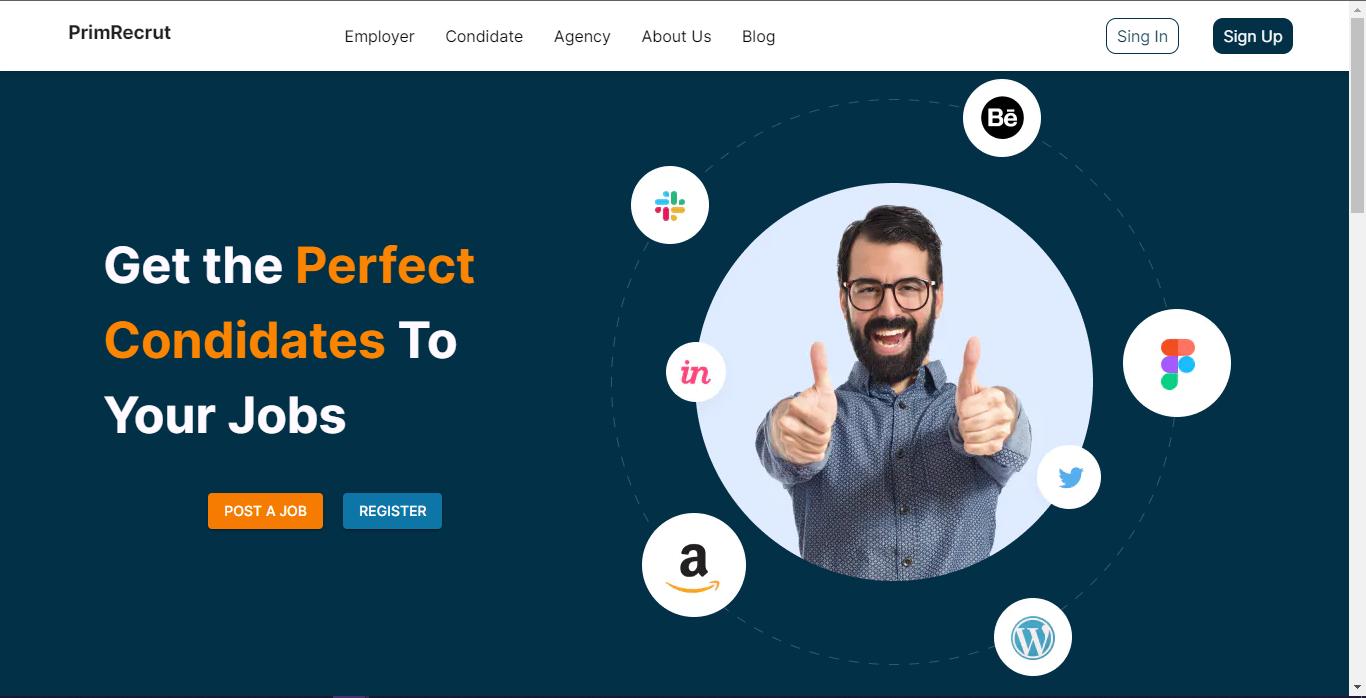 PrimRecrut
Employer Condidate Agency About Us Blog
Sing In Sign Up
Bē
Get the Perfect
Condidates To
Your Jobs
in
POST A JOB REGISTER
a
W